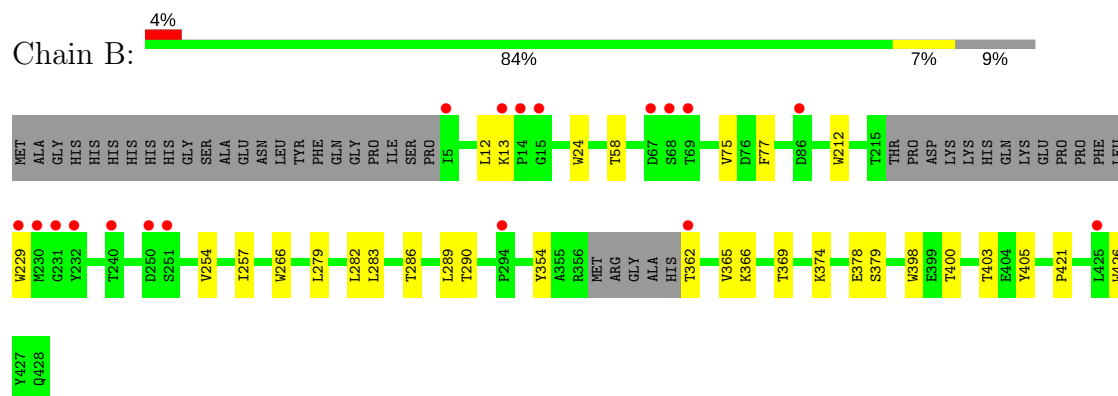 4%
Chain B:
84% 7% 9%
MET ALA GLY HIS HIS HIS HIS HIS HIS GLY SER ALA GLU ASN LEU TYR PHE GLN GLY PRO ILE SER PRO I5 L12 K13 P14 G15 W24 T58 D67 S68 T69 V75 D76 F77 D86 W212 T215 THR PRO ASP LYS LYS HIS GLN LYS GLU PRO PRO PHE LEU
W229 M230 G231 Y232 T240 D250 S251 V254 I257 W266 L279 L282 L283 T286 L289 T290 P294 Y354 A355 R356 MET ARG GLY ALA HIS T362 V365 K366 T369 K374 E378 S379 W398 E399 T400 T403 E404 Y405 P421 L425 W426
Y427 Q428